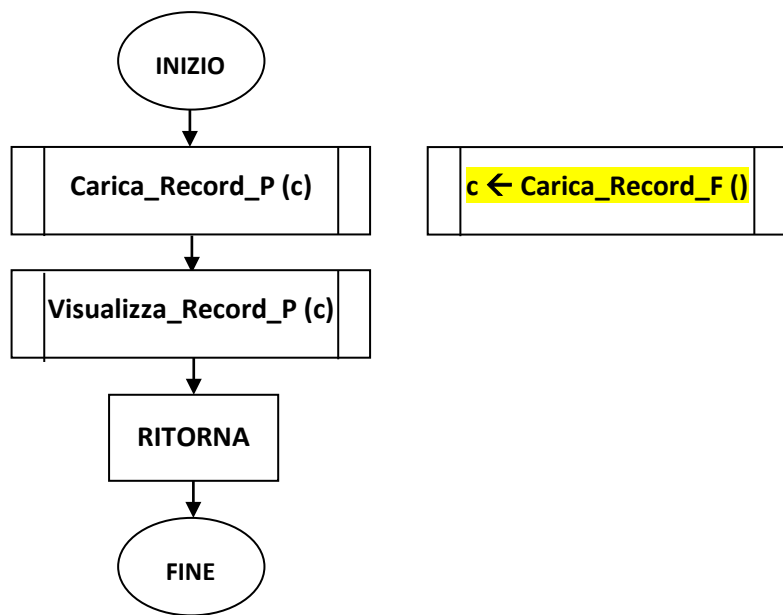 INIZIO
Carica_Record_P (c)
c ← Carica_Record_F ()
Visualizza_Record_P (c)
RITORNA
FINE